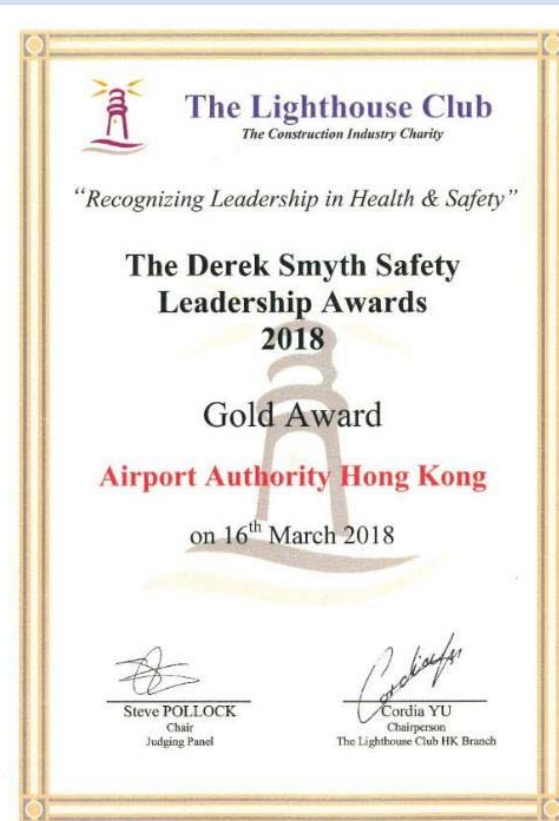 The Lighthouse Club
The Construction Industry Charity
“Recognizing Leadership in Health & Safety”
The Derek Smyth Safety
Leadership Awards
2018
Gold Award
Airport Authority Hong Kong
on 16th March 2018
Steve POLLOCK
Chair
Judging Panel
Cordia YU
Chairperson
The Lighthouse Club HK Branch